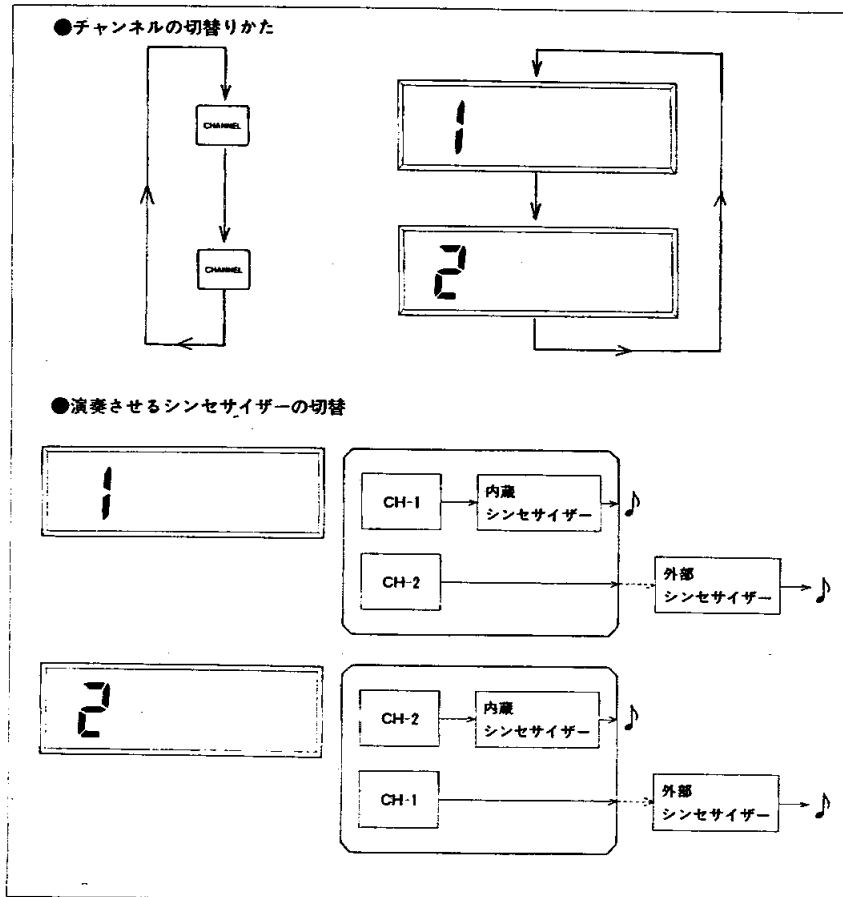 ●チャンネルの切替りかた
CHANNEL
1
CHANNEL
2
●演奏させるシンセサイザーの切替
1
CH-1
内蔵
シンセサイザー
CH-2
外部
シンセサイザー
2
CH-2
内蔵
シンセサイザー
CH-1
外部
シンセサイザー